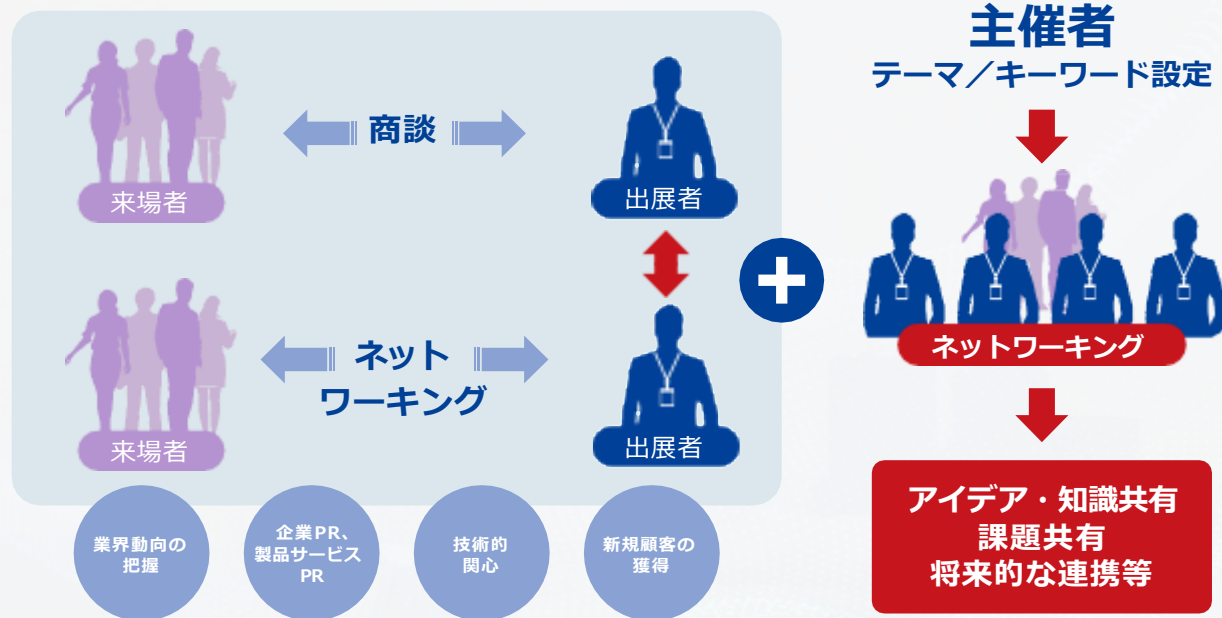 商談
来場者
出展者
ネット
ワーキング
来場者
出展者
業界動向の
把握
企業PR、
製品サービス
PR
技術的
関心
新規顧客の
獲得
主催者
テーマ／キーワード設定
ネットワーキング
アイデア・知識共有
課題共有
将来的な連携等